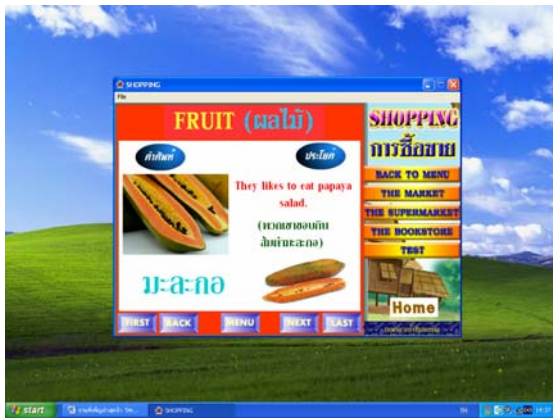 SHOPPING
File
FRUIT (ผลไม้)
คำศัพท์
ประโยค
They likes to eat papaya
salad.
(พวกเขาชอบกิน
ส้มตำมะละกอ)
มะละกอ
FIRST
BACK
MENU
NEXT
LAST
SHOPPING
การซื้อขาย
BACK TO MENU
THE MARKET
THE SUPERMARKET
THE BOOKSTORE
TEST
Home
start
SHOPPING